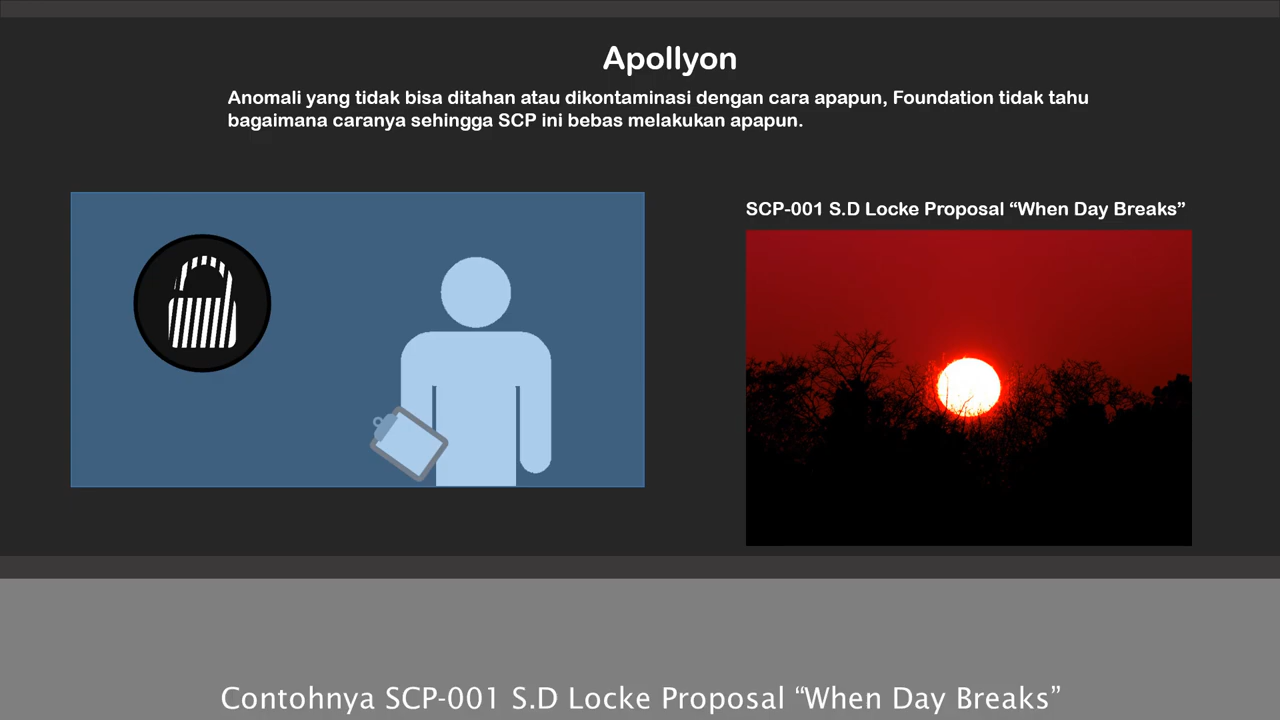 Apollyon
Anomali yang tidak bisa ditahan atau dikontaminasi dengan cara apapun, Foundation tidak tahu
bagaimana caranya sehingga SCP ini bebas melakukan apapun.
SCP-001 S.D Locke Proposal “When Day Breaks”
Contohnya SCP-001 S.D Locke Proposal “When Day Breaks”